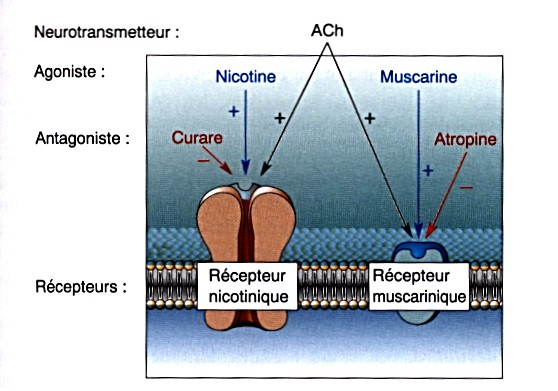 Neurotransmetteur : ACh
Agoniste : Nicotine Muscarine
+ + +
Antagoniste : Curare Atropine
− + −
Récepteurs : Récepteur nicotinique Récepteur muscarinique